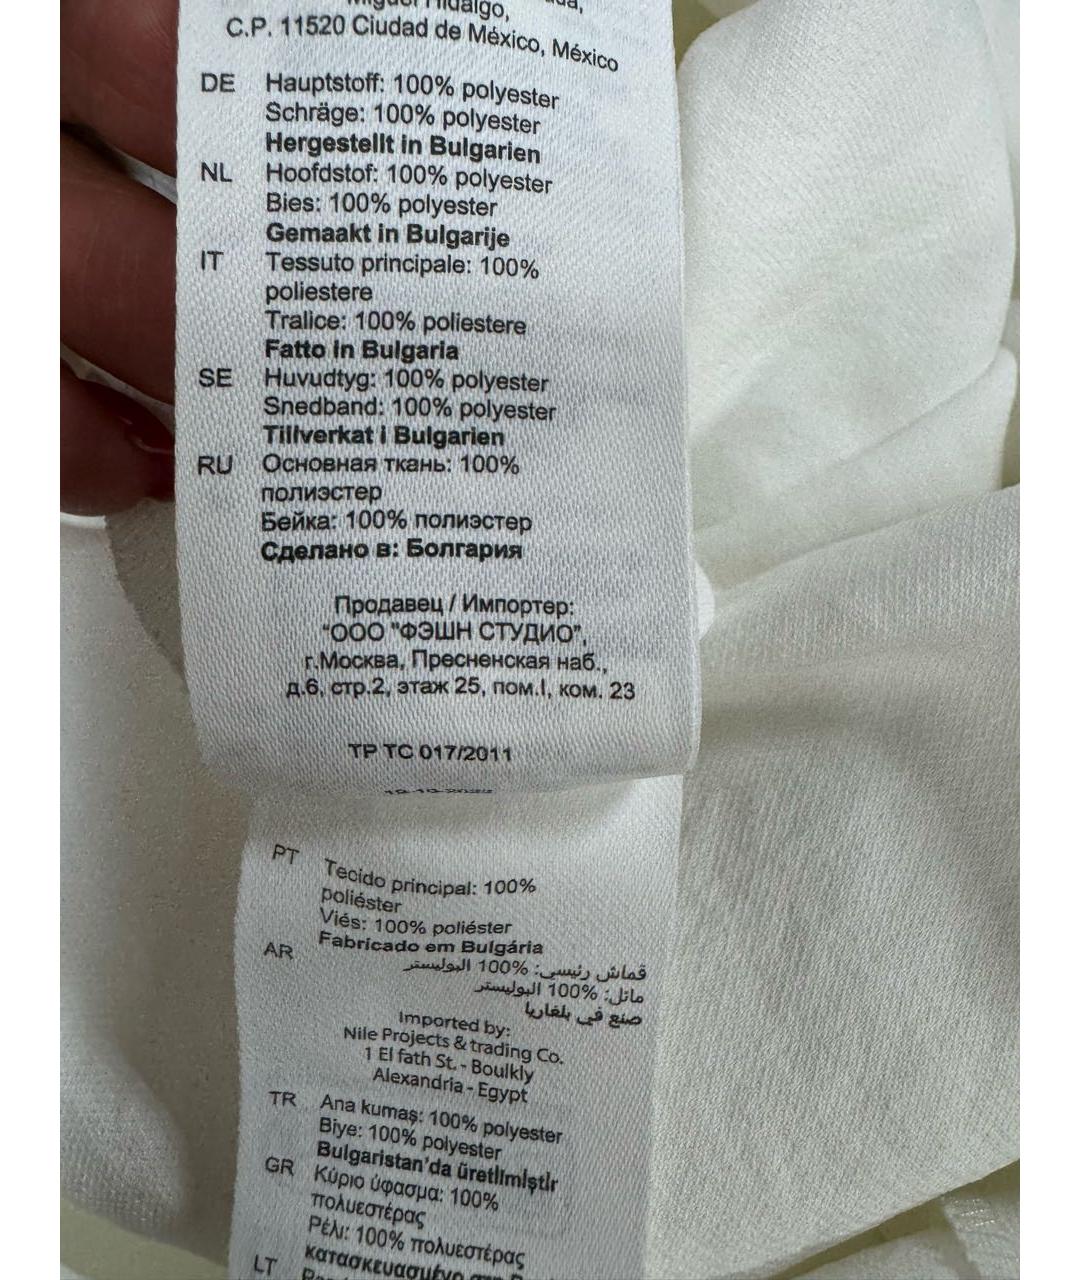 Miguel Hidalgo,
C.P. 11520 Ciudad de México, México
DE Hauptstoff: 100% polyester
Schräge: 100% polyester
Hergestellt in Bulgarien
NL Hoofdstof: 100% polyester
Bies: 100% polyester
Gemaakt in Bulgarije
IT Tessuto principale: 100%
poliestere
Tralice: 100% poliestere
Fatto in Bulgaria
SE Huvudtyg: 100% polyester
Snedband: 100% polyester
Tillverkat i Bulgarien
RU Основная ткань: 100%
полиэстер
Бейка: 100% полиэстер
Сделано в: Болгария
Продавец / Импортер:
"ООО "ФЭШН СТУДИО",
г.Москва, Пресненская наб.,
д.6, стр.2, этаж 25, пом.I, ком. 23
ТР ТС 017/2011
PT Tecido principal: 100%
poliéster
Viés: 100% poliéster
Fabricado em Bulgária
AR قماش رئيسي: 100% البوليستر
مائل: 100% البوليستر
صنع في بلغاريا
Imported by:
Nile Projects & trading Co.
1 El fath St. - Boulkly
Alexandria - Egypt
TR Ana kumaş: 100% polyester
Biye: 100% polyester
Bulgaristan'da üretilmiştir
GR Κύριο ύφασμα: 100%
πολυεστέρας
Ρέλι: 100% πολυεστέρας
κατασκευασμένο
LT